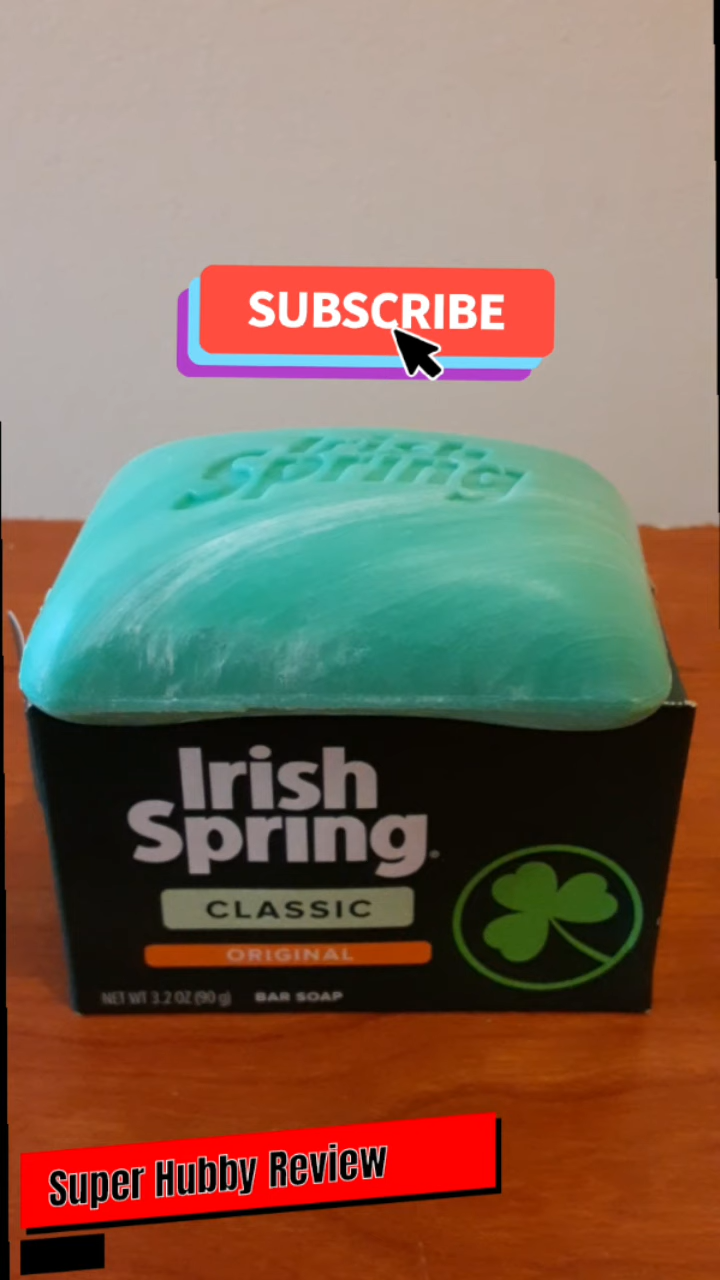 SUBSCRIBE
Irish
Spring
Irish
Spring
CLASSIC
ORIGINAL
NET WT 3.2 OZ (90 g) BAR SOAP
Super Hubby Review